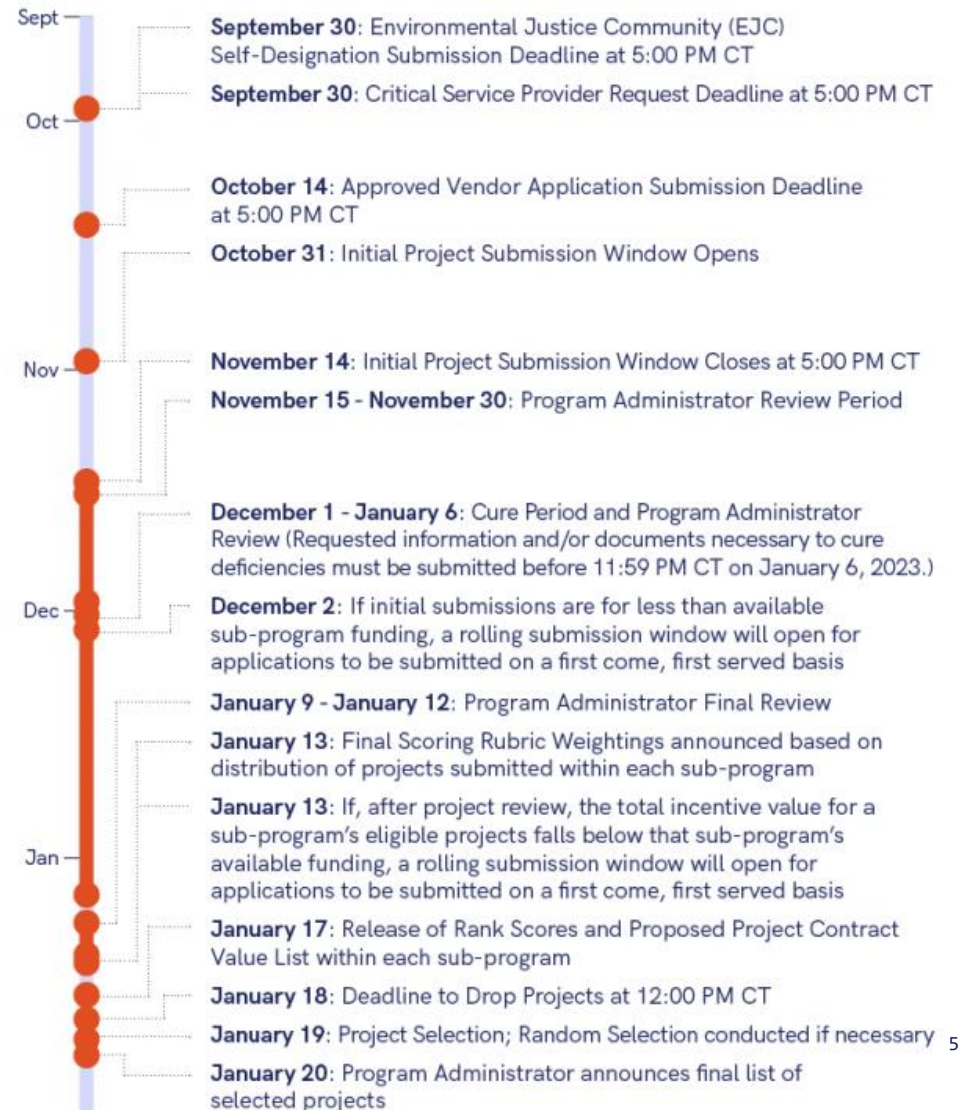 Sept
September 30: Environmental Justice Community (EJC)
Self-Designation Submission Deadline at 5:00 PM CT
September 30: Critical Service Provider Request Deadline at 5:00 PM CT
Oct
October 14: Approved Vendor Application Submission Deadline
at 5:00 PM CT
October 31: Initial Project Submission Window Opens
Nov
November 14: Initial Project Submission Window Closes at 5:00 PM CT
November 15 - November 30: Program Administrator Review Period
December 1 - January 6: Cure Period and Program Administrator
Review (Requested information and/or documents necessary to cure
deficiencies must be submitted before 11:59 PM CT on January 6, 2023.)
Dec
December 2: If initial submissions are for less than available
sub-program funding, a rolling submission window will open for
applications to be submitted on a first come, first served basis
January 9 - January 12: Program Administrator Final Review
January 13: Final Scoring Rubric Weightings announced based on
distribution of projects submitted within each sub-program
January 13: If, after project review, the total incentive value for a
sub-program's eligible projects falls below that sub-program's
available funding, a rolling submission window will open for
applications to be submitted on a first come, first served basis
Jan
January 17: Release of Rank Scores and Proposed Project Contract
Value List within each sub-program
January 18: Deadline to Drop Projects at 12:00 PM CT
January 19: Project Selection; Random Selection conducted if necessary
5
January 20: Program Administrator announces final list of
selected projects